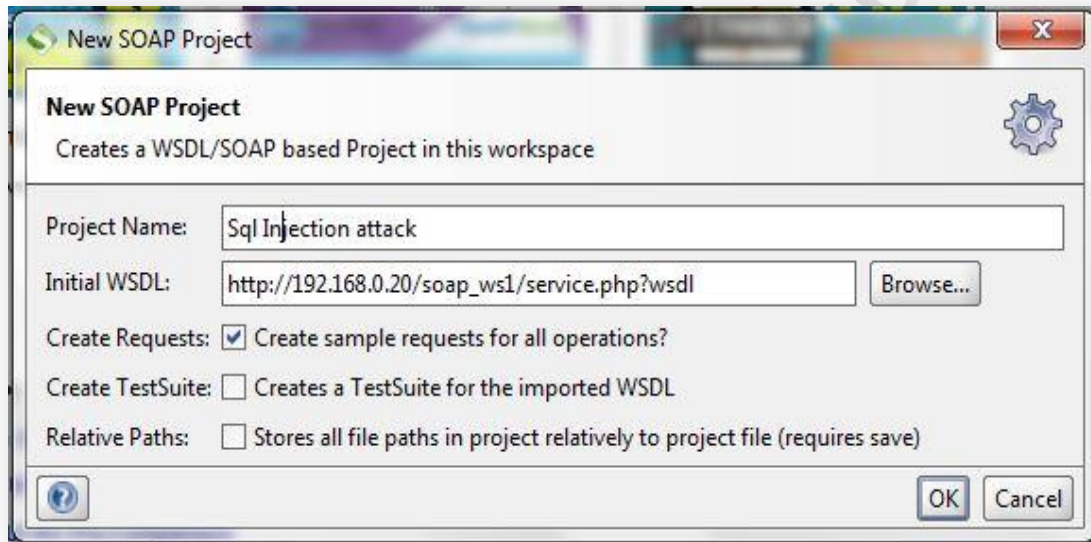 New SOAP Project
New SOAP Project
Creates a WSDL/SOAP based Project in this workspace
Project Name: Sql Injection attack
Initial WSDL: http://192.168.0.20/soap_ws1/service.php?wsdl Browse...
Create Requests: Create sample requests for all operations?
Create TestSuite: Creates a TestSuite for the imported WSDL
Relative Paths: Stores all file paths in project relatively to project file (requires save)
? OK Cancel